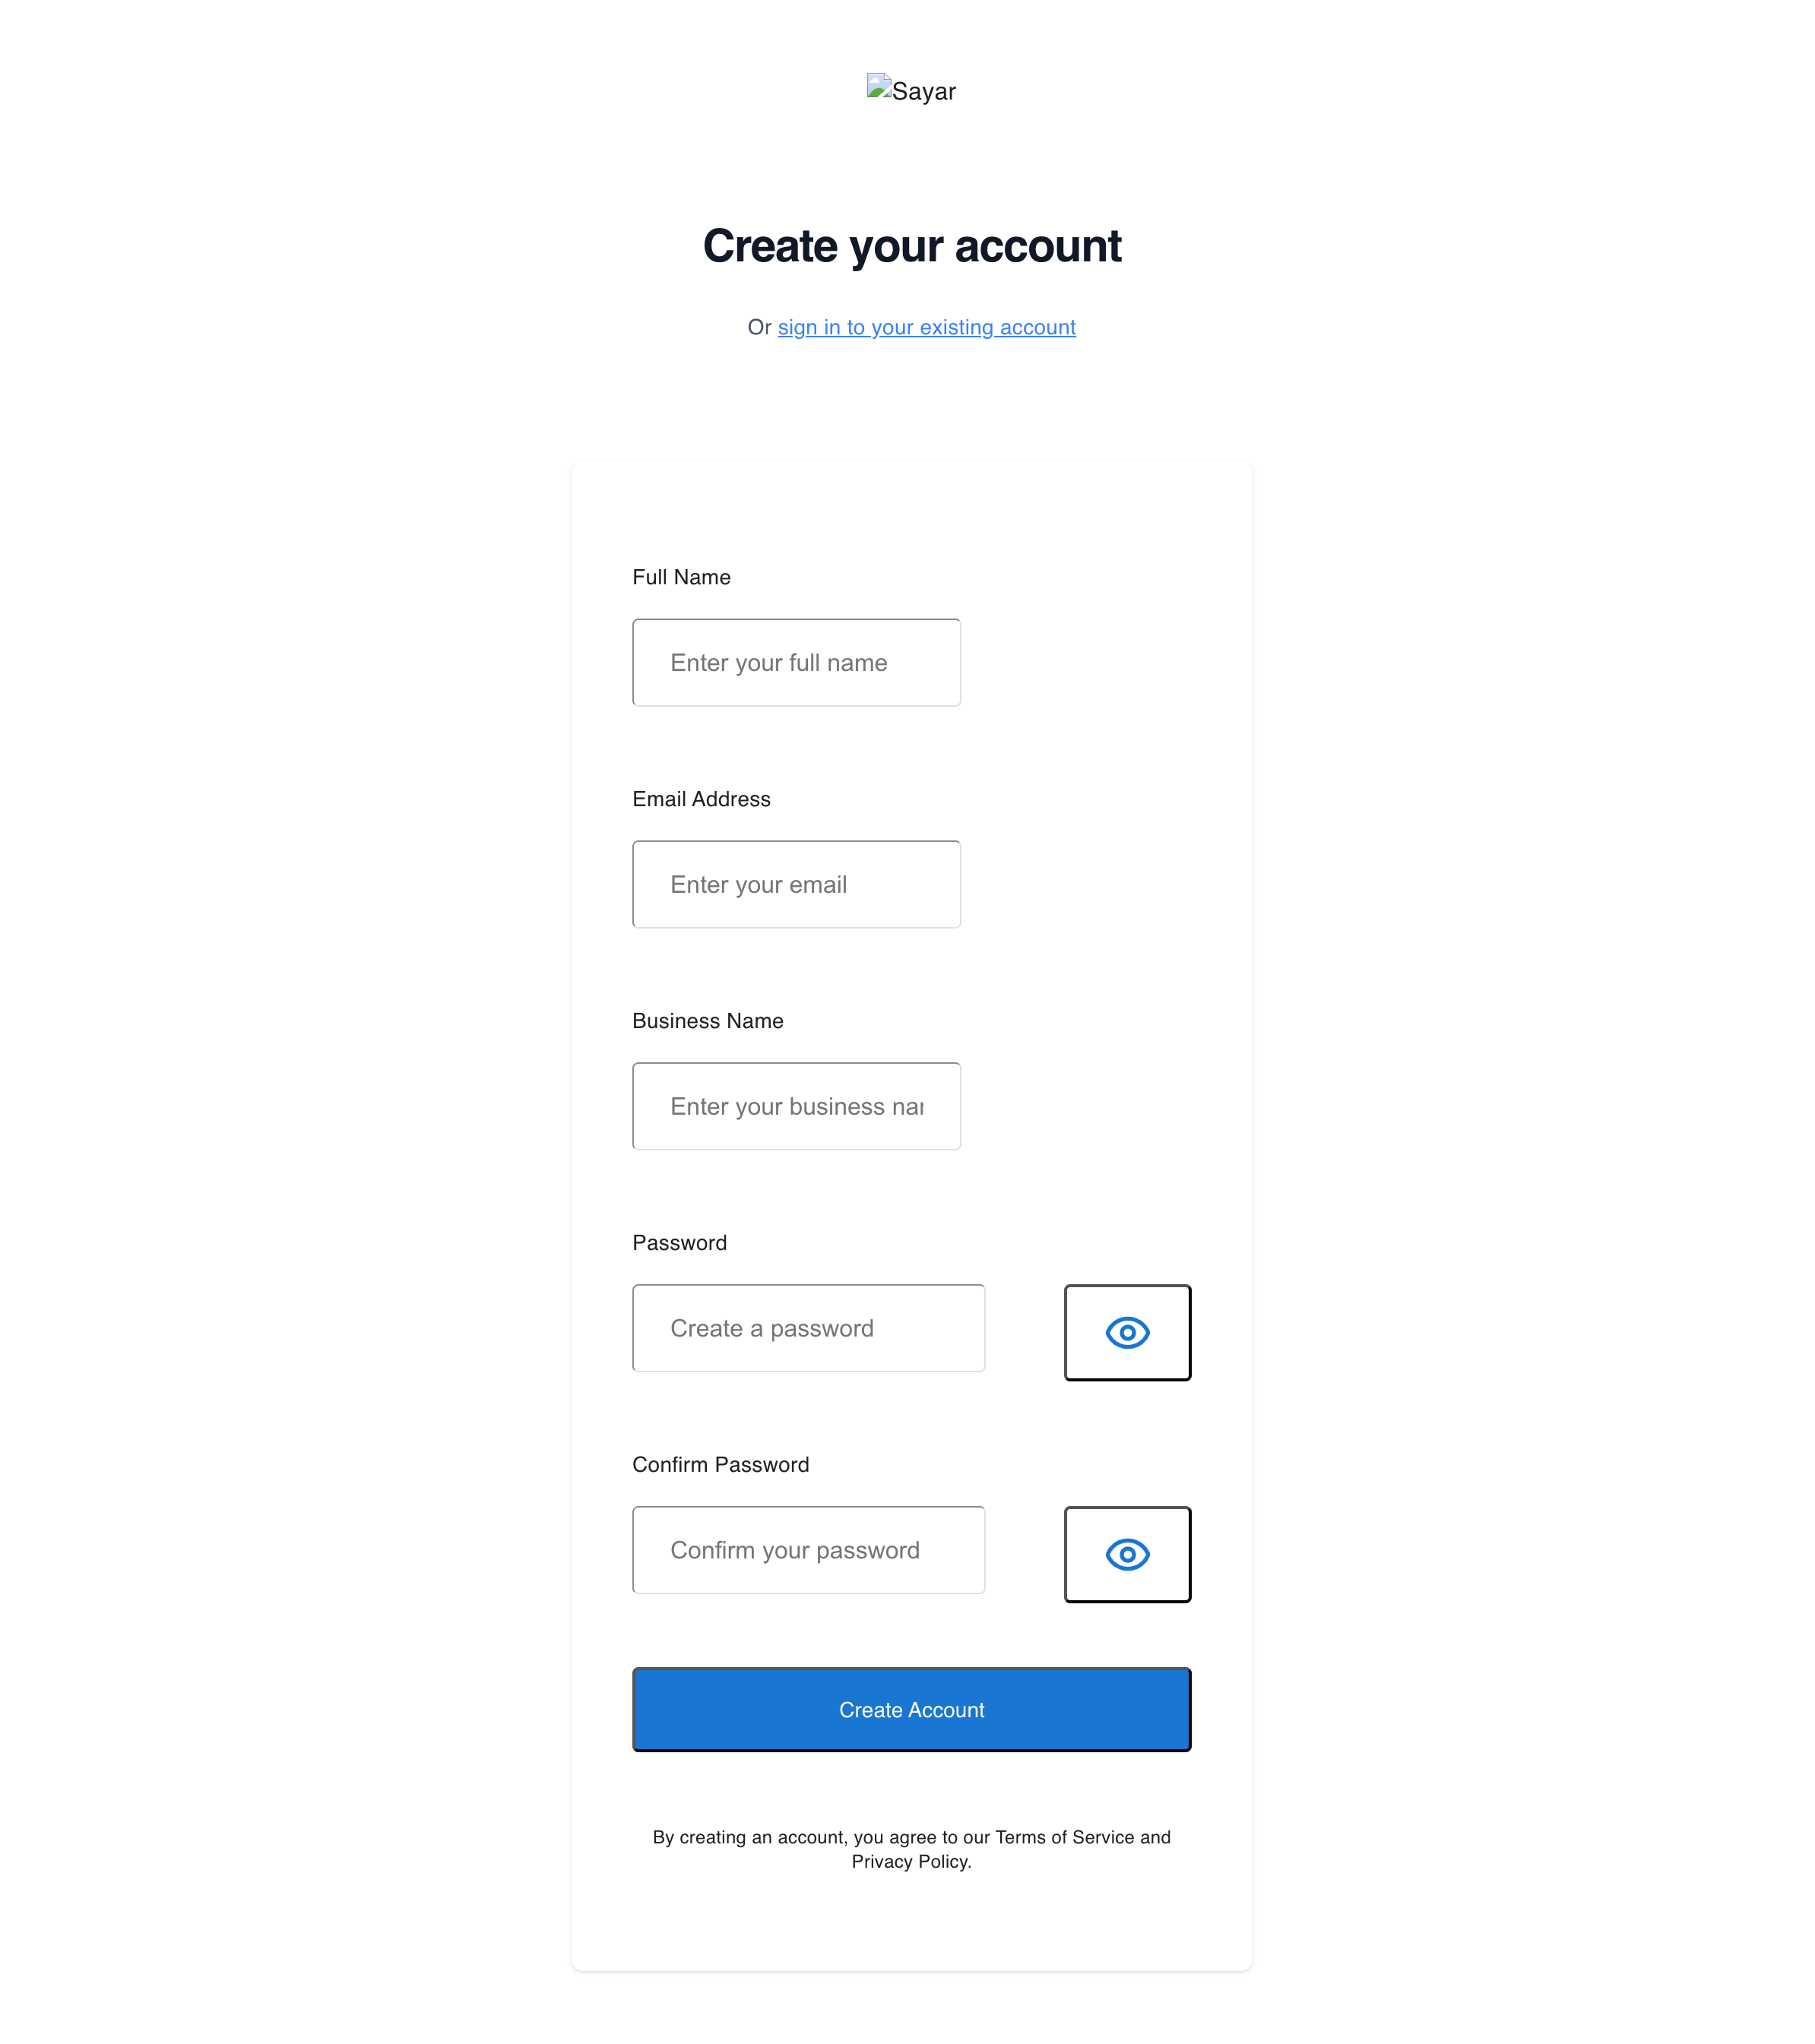 Sayar
Create your account
Or sign in to your existing account
Full Name
Enter your full name
Email Address
Enter your email
Business Name
Enter your business nar
Password
Create a password
Confirm Password
Confirm your password
Create Account
By creating an account, you agree to our Terms of Service and
Privacy Policy.